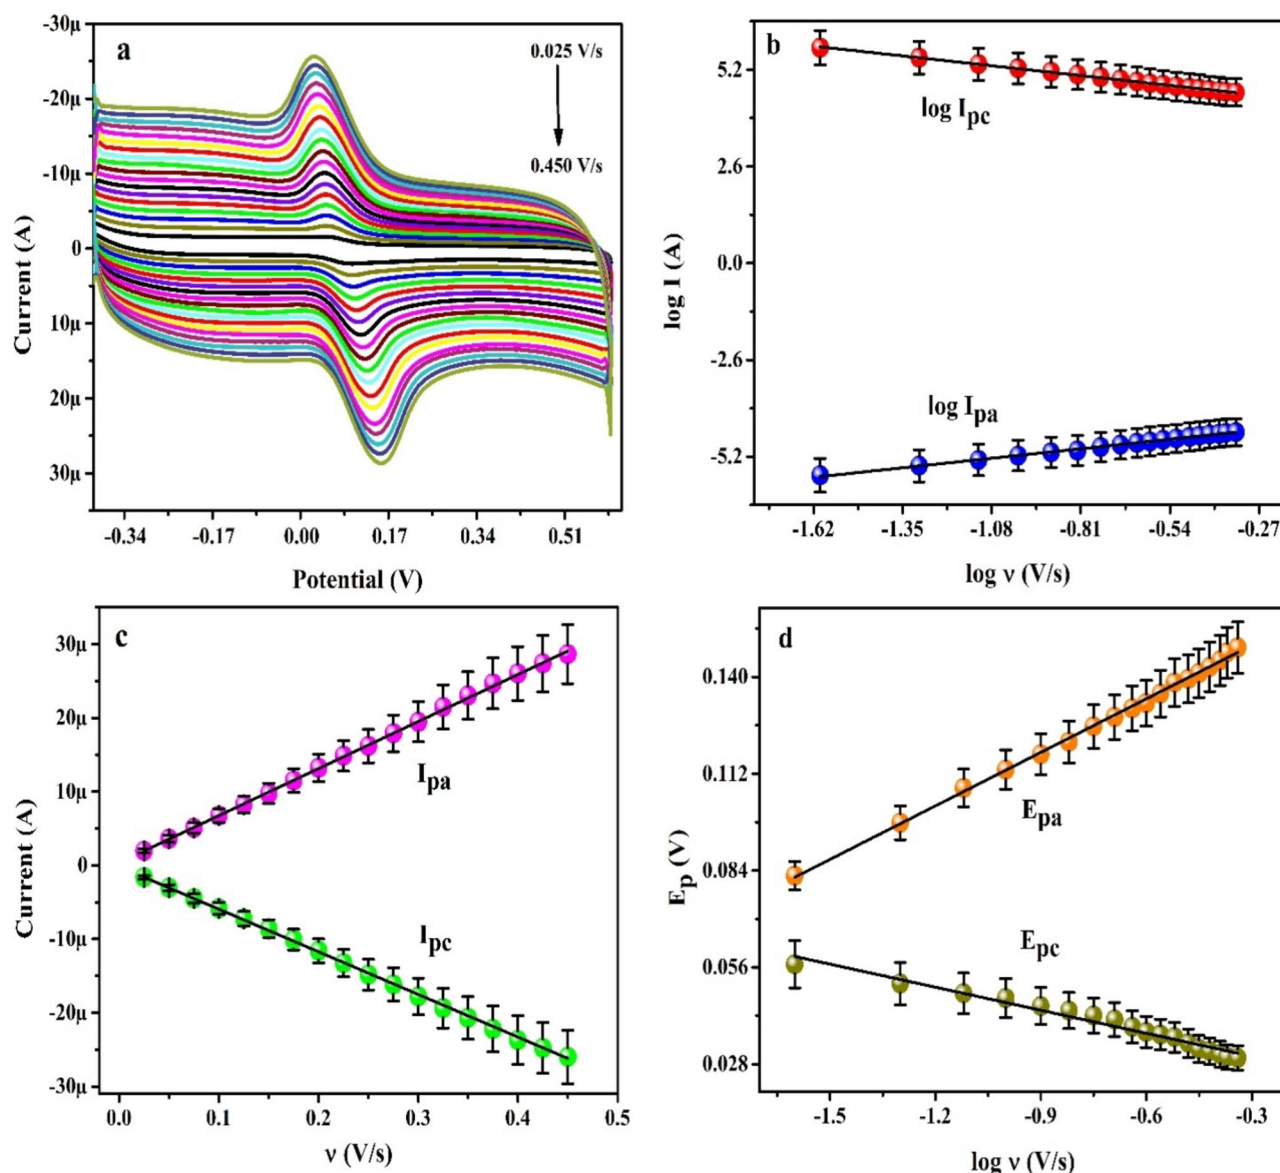 a
-30µ
-20µ
-10µ
0
10µ
20µ
30µ
Current (A)
0.025 V/s
0.450 V/s
-0.34
-0.17
0.00
0.17
0.34
0.51
Potential (V)
b
5.2
2.6
0.0
-2.6
-5.2
log I (A)
log Ipc
log Ipa
-1.62
-1.35
-1.08
-0.81
-0.54
-0.27
log ν (V/s)
c
30µ
20µ
10µ
0
-10µ
-20µ
-30µ
Current (A)
Ipa
Ipc
0.0
0.1
0.2
0.3
0.4
0.5
ν (V/s)
d
0.140
0.112
0.084
0.056
0.028
Ep (V)
Epa
Epc
-1.5
-1.2
-0.9
-0.6
-0.3
log ν (V/s)